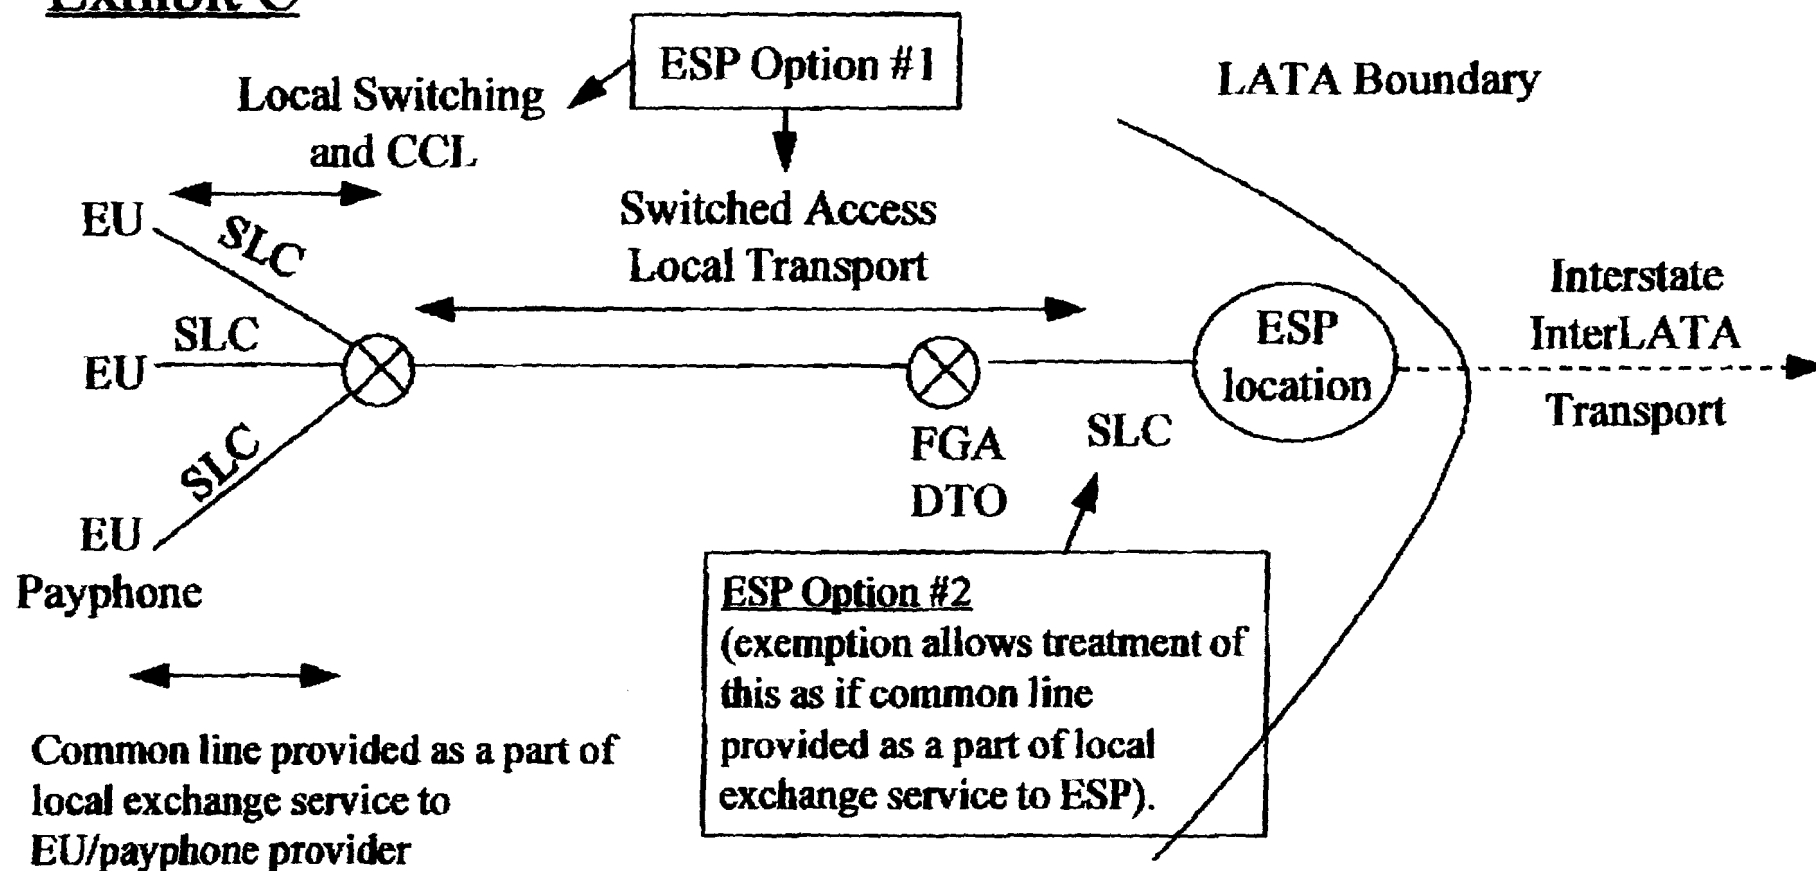 Exhibit C
ESP Option #1
LATA Boundary
Local Switching
and CCL
Switched Access
Local Transport
EU
SLC
SLC
EU
SLC
EU
Payphone
FGA
DTO
SLC
ESP
location
Interstate
InterLATA
Transport
ESP Option #2
(exemption allows treatment of
this as if common line
provided as a part of local
exchange service to ESP).
Common line provided as a part of
local exchange service to
EU/payphone provider